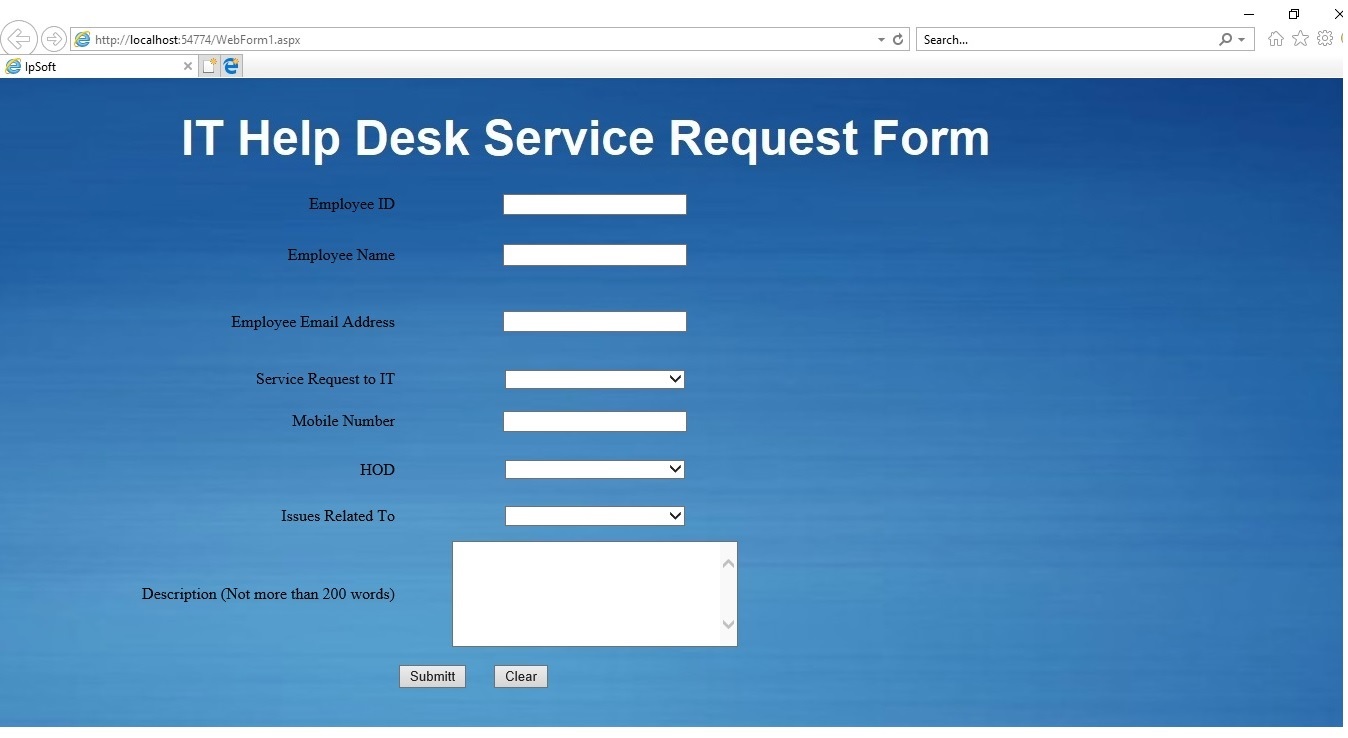 http://localhost:54774/WebForm1.aspx
Search...
IpSoft
IT Help Desk Service Request Form
Employee ID
Employee Name
Employee Email Address
Service Request to IT
Mobile Number
HOD
Issues Related To
Description (Not more than 200 words)
Submitt Clear